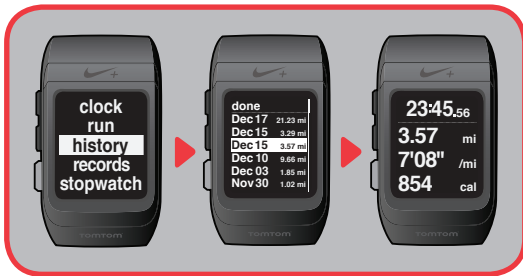 clock
run
history
records
stopwatch
TOMTOM
done
Dec 17 21.23 mi
Dec 15 3.29 mi
Dec 15 3.57 mi
Dec 10 9.66 mi
Dec 03 1.85 mi
Nov 30 1.02 mi
TOMTOM
23:45.56
3.57 mi
7'08" /mi
854 cal
TOMTOM